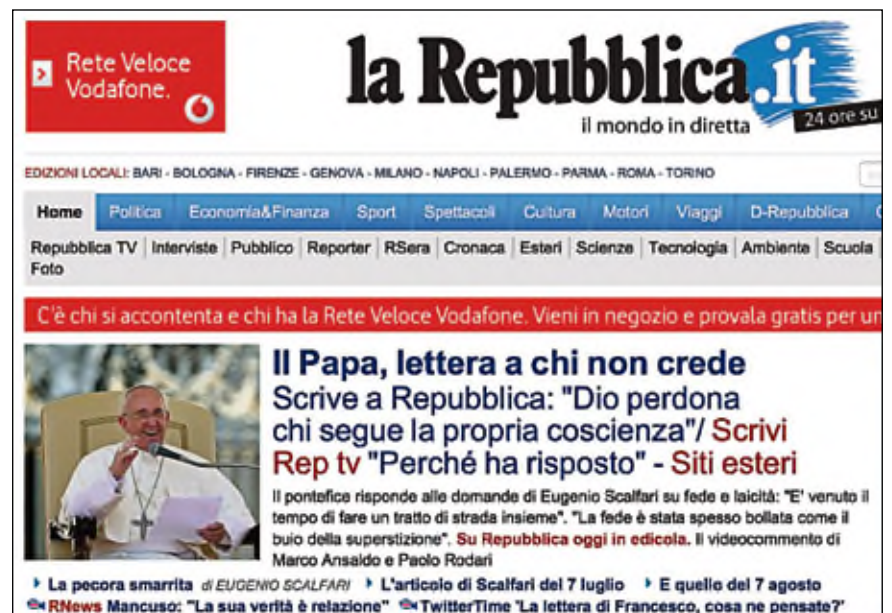 Rete Veloce
Vodafone.
la Repubblica.it
il mondo in diretta
24 ore su
EDIZIONI LOCALI: BARI - BOLOGNA - FIRENZE - GENOVA - MILANO - NAPOLI - PALERMO - PARMA - ROMA - TORINO
Home Politica Economia&Finanza Sport Spettacoli Cultura Motori Viaggi D-Repubblica
Repubblica TV | Interviste | Pubblico | Reporter | RSera | Cronaca | Esteri | Scienze | Tecnologia | Ambiente | Scuola
Foto
C'è chi si accontenta e chi ha la Rete Veloce Vodafone. Vieni in negozio e provala gratis per un
Il Papa, lettera a chi non crede
Scrive a Repubblica: "Dio perdona
chi segue la propria coscienza"/ Scrivi
Rep tv "Perché ha risposto" - Siti esteri
Il pontefice risponde alle domande di Eugenio Scalfari su fede e laicità: "E' venuto il
tempo di fare un tratto di strada insieme". "La fede è stata spesso bollata come il
buio della superstizione". Su Repubblica oggi in edicola. Il videocommento di
Marco Ansaldo e Paolo Rodari
La pecora smarrita di EUGENIO SCALFARI L'articolo di Scalfari del 7 luglio E quello del 7 agosto
RNews Mancuso: "La sua verità è relazione" TwitterTime 'La lettera di Francesco, cosa ne pensate?'